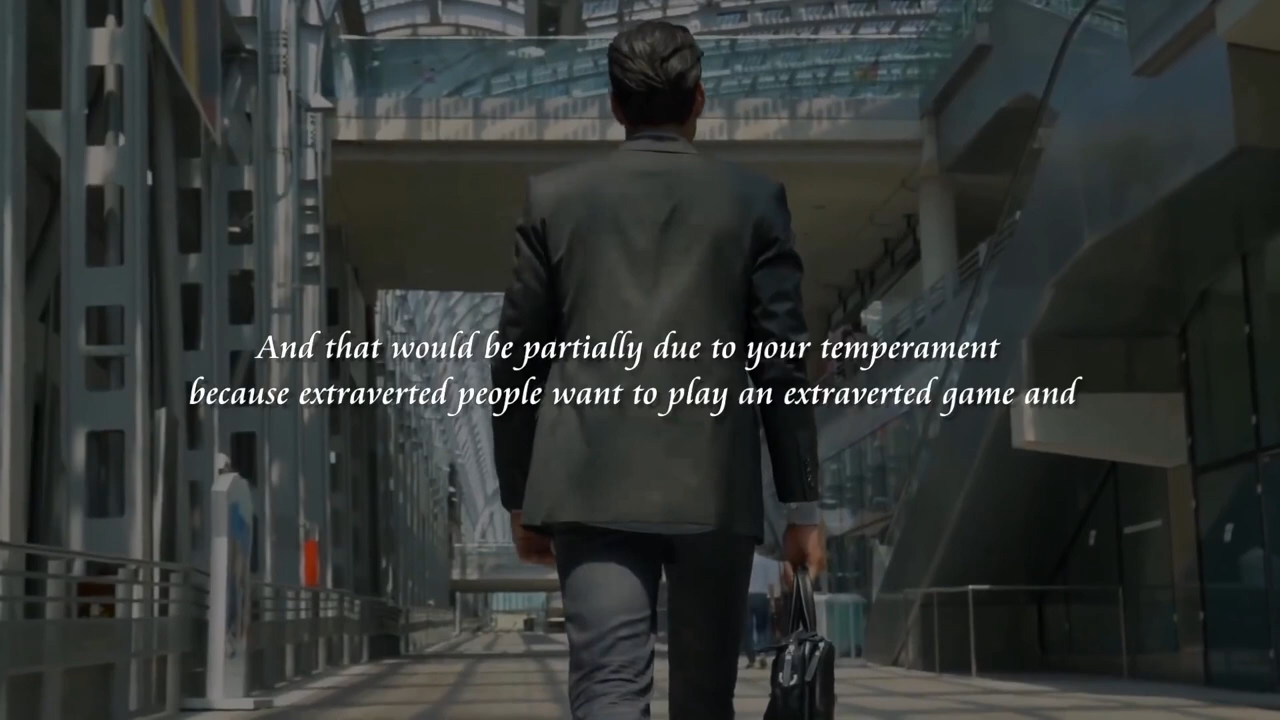 And that would be partially due to your temperament
because extraverted people want to play an extraverted game and